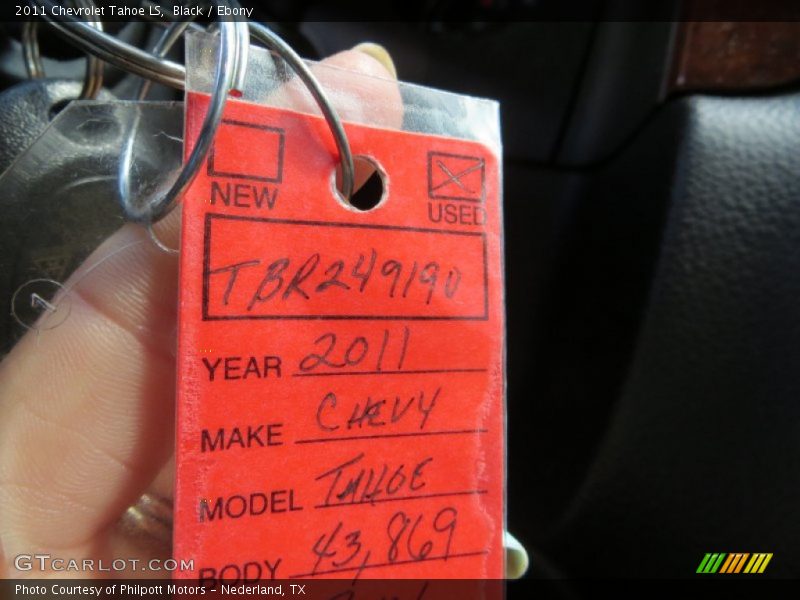 2011 Chevrolet Tahoe LS, Black / Ebony
NEW
USED
TBR249190
YEAR 2011
MAKE CHEVY
MODEL TAHOE
BODY 43,869
GTCARLOT.COM
Photo Courtesy of Philpott Motors - Nederland, TX